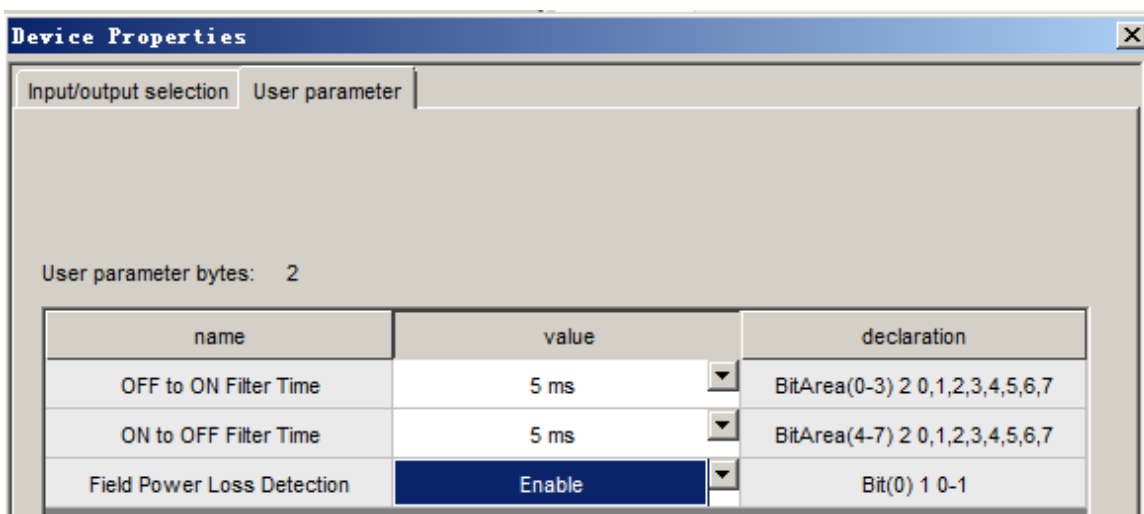 Device Properties
Input/output selection User parameter
User parameter bytes: 2
name value declaration
OFF to ON Filter Time 5 ms BitArea(0-3) 2 0,1,2,3,4,5,6,7
ON to OFF Filter Time 5 ms BitArea(4-7) 2 0,1,2,3,4,5,6,7
Field Power Loss Detection Enable Bit(0) 1 0-1